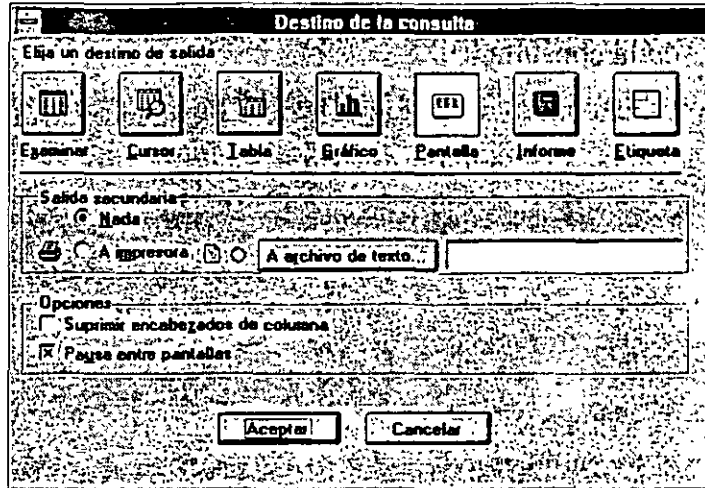 Destino de la consulta
Elija un destino de salida
Examinar Cursor Tabla Gráfico Pantalla Informe Etiqueta
Salida secundaria
Nada
A impresora A archivo de texto...
Opciones
Suprimir encabezados de columna
Pausa entre pantallas
Aceptar Cancelar